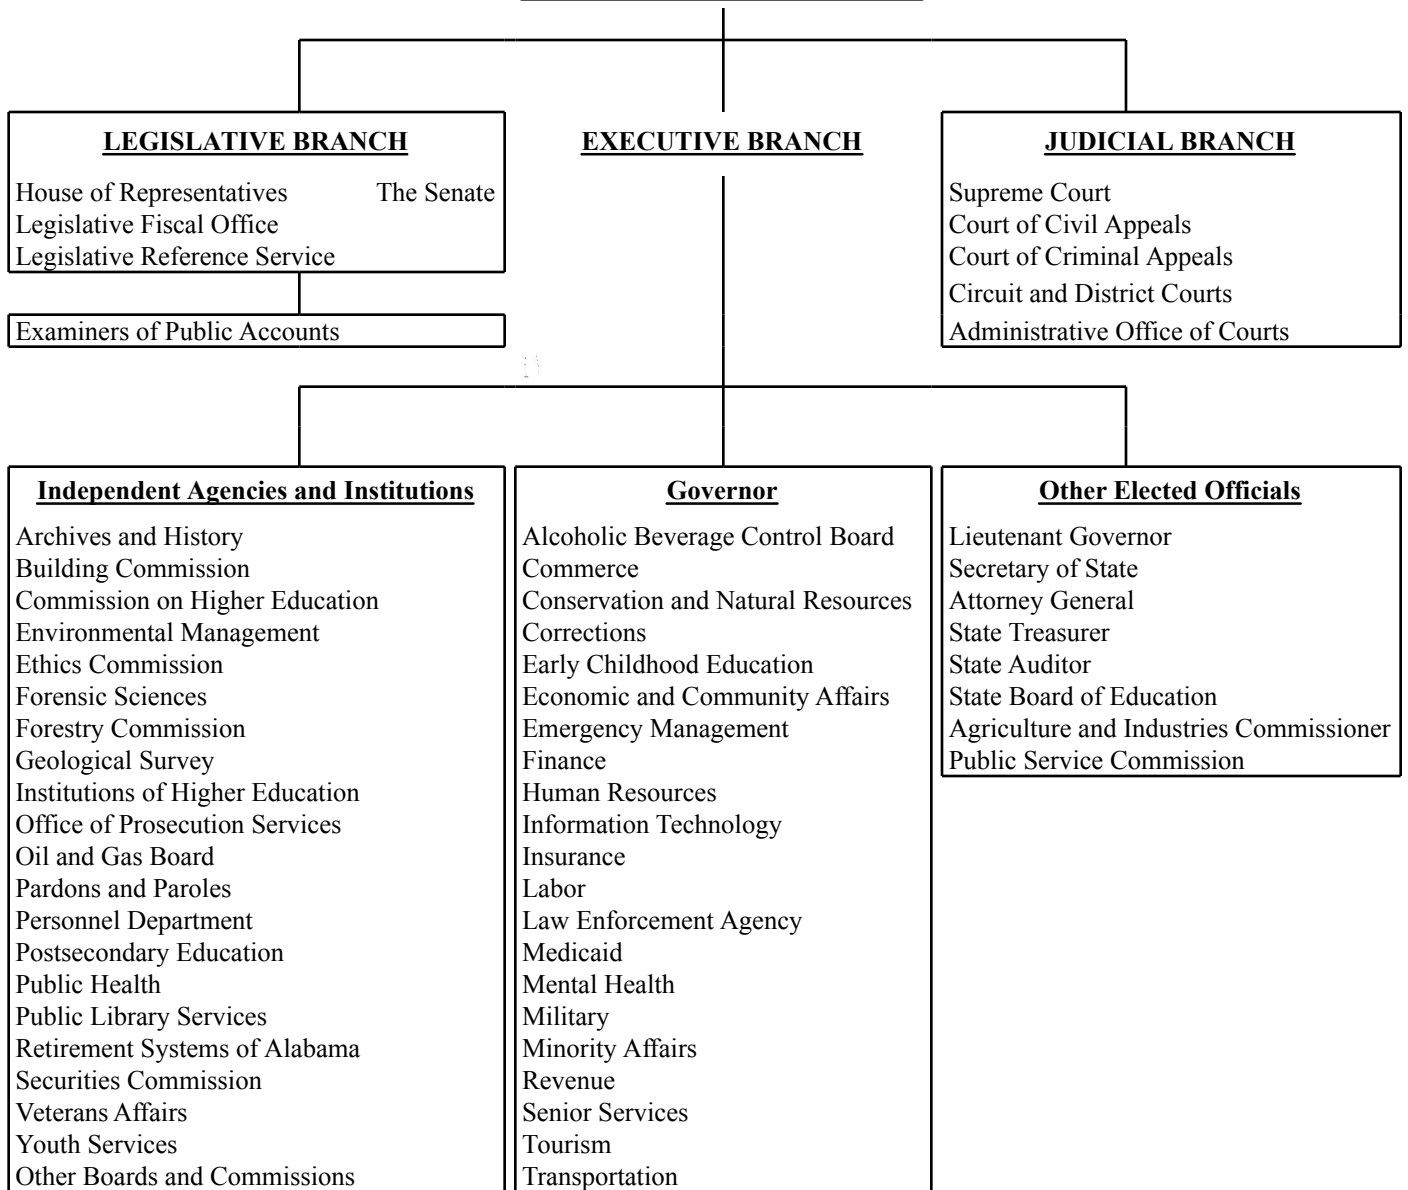 LEGISLATIVE BRANCH
House of Representatives The Senate
Legislative Fiscal Office
Legislative Reference Service
Examiners of Public Accounts
EXECUTIVE BRANCH
JUDICIAL BRANCH
Supreme Court
Court of Civil Appeals
Court of Criminal Appeals
Circuit and District Courts
Administrative Office of Courts
Independent Agencies and Institutions
Archives and History
Building Commission
Commission on Higher Education
Environmental Management
Ethics Commission
Forensic Sciences
Forestry Commission
Geological Survey
Institutions of Higher Education
Office of Prosecution Services
Oil and Gas Board
Pardons and Paroles
Personnel Department
Postsecondary Education
Public Health
Public Library Services
Retirement Systems of Alabama
Securities Commission
Veterans Affairs
Youth Services
Other Boards and Commissions
Governor
Alcoholic Beverage Control Board
Commerce
Conservation and Natural Resources
Corrections
Early Childhood Education
Economic and Community Affairs
Emergency Management
Finance
Human Resources
Information Technology
Insurance
Labor
Law Enforcement Agency
Medicaid
Mental Health
Military
Minority Affairs
Revenue
Senior Services
Tourism
Transportation
Other Elected Officials
Lieutenant Governor
Secretary of State
Attorney General
State Treasurer
State Auditor
State Board of Education
Agriculture and Industries Commissioner
Public Service Commission